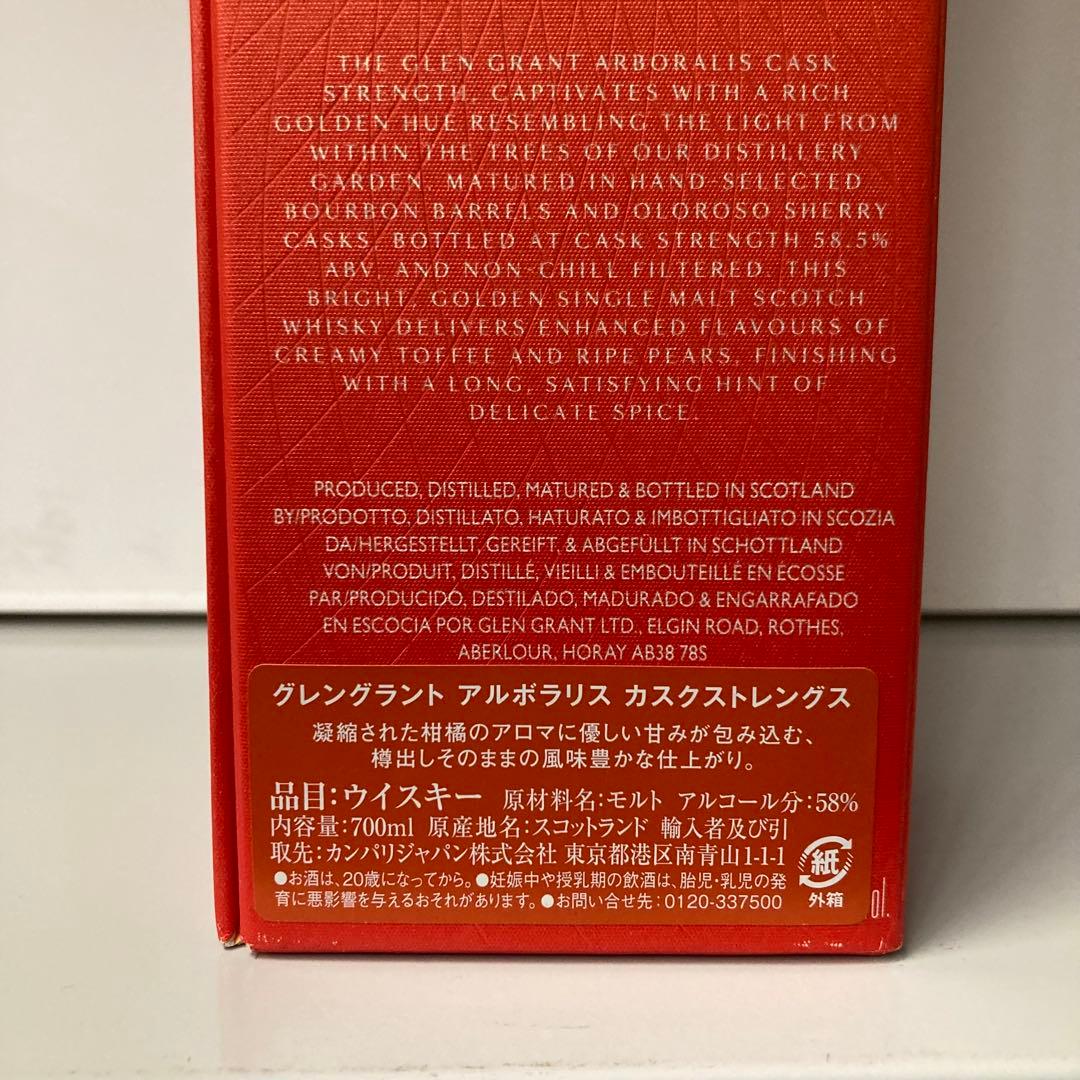 THE GLEN GRANT ARBORALIS CASK
STRENGTH, CAPTIVATES WITH A RICH
GOLDEN HUE RESEMBLING THE LIGHT FROM
WITHIN THE TREES OF OUR DISTILLERY
GARDEN. MATURED IN HAND-SELECTED
BOURBON BARRELS AND OLOROSO SHERRY
CASKS. BOTTLED AT CASK STRENGTH 58.5%
ABV, AND NON-CHILL FILTERED. THIS
BRIGHT, GOLDEN SINGLE MALT SCOTCH
WHISKY DELIVERS ENHANCED FLAVOURS OF
CREAMY TOFFEE AND RIPE PEARS, FINISHING
WITH A LONG, SATISFYING HINT OF
DELICATE SPICE.
PRODUCED, DISTILLED, MATURED & BOTTLED IN SCOTLAND
BY/PRODOTTO, DISTILLATO, HATURATO & IMBOTTIGLIATO IN SCOZIA
DA/HERGESTELLT, GEREIFT, & ABGEFÜLLT IN SCHOTTLAND
VON/PRODUIT, DISTILLÉ, VIEILLI & EMBOUTEILLÉ EN ÉCOSSE
PAR/PRODUCIDO, DESTILADO, MADURADO & ENGARRAFADO
EN ESCOCIA POR GLEN GRANT LTD., ELGIN ROAD, ROTHES,
ABERLOUR, HORAY AB38 78S
グレングラント アルボラリス カスクストレングス
凝縮された柑橘のアロマに優しい甘みが包み込む、
樽出しそのままの風味豊かな仕上がり。
品目:ウイスキー 原材料名:モルト アルコール分:58%
内容量:700ml 原産地名:スコットランド 輸入者及び引
取先:カンパリジャパン株式会社 東京都港区南青山1-1-1
●お酒は、20歳になってから。●妊娠中や授乳期の飲酒は、胎児・乳児の発
育に悪影響を与えるおそれがあります。●お問い合せ先:0120-337500
紙
外箱
ol.